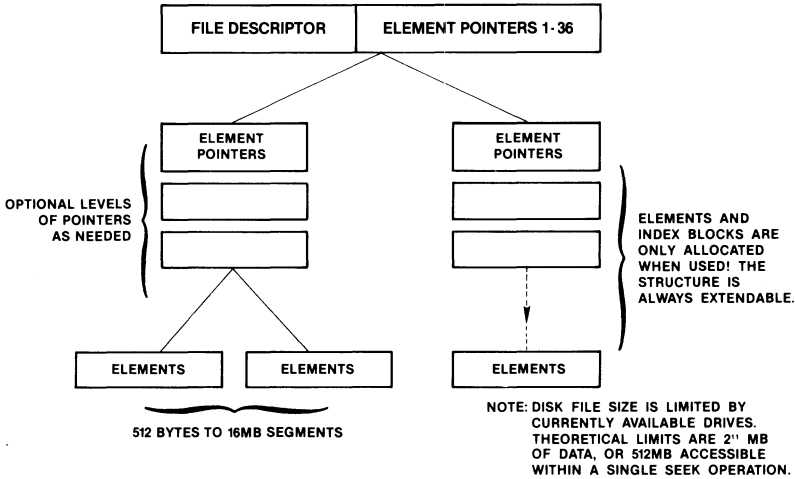 FILE DESCRIPTOR
ELEMENT POINTERS 1-36
ELEMENT
POINTERS
ELEMENT
POINTERS
OPTIONAL LEVELS
OF POINTERS
AS NEEDED
ELEMENTS AND
INDEX BLOCKS ARE
ONLY ALLOCATED
WHEN USED! THE
STRUCTURE IS
ALWAYS EXTENDABLE.
ELEMENTS
ELEMENTS
ELEMENTS
512 BYTES TO 16MB SEGMENTS
NOTE: DISK FILE SIZE IS LIMITED BY
CURRENTLY AVAILABLE DRIVES.
THEORETICAL LIMITS ARE 2¹¹ MB
OF DATA, OR 512MB ACCESSIBLE
WITHIN A SINGLE SEEK OPERATION.